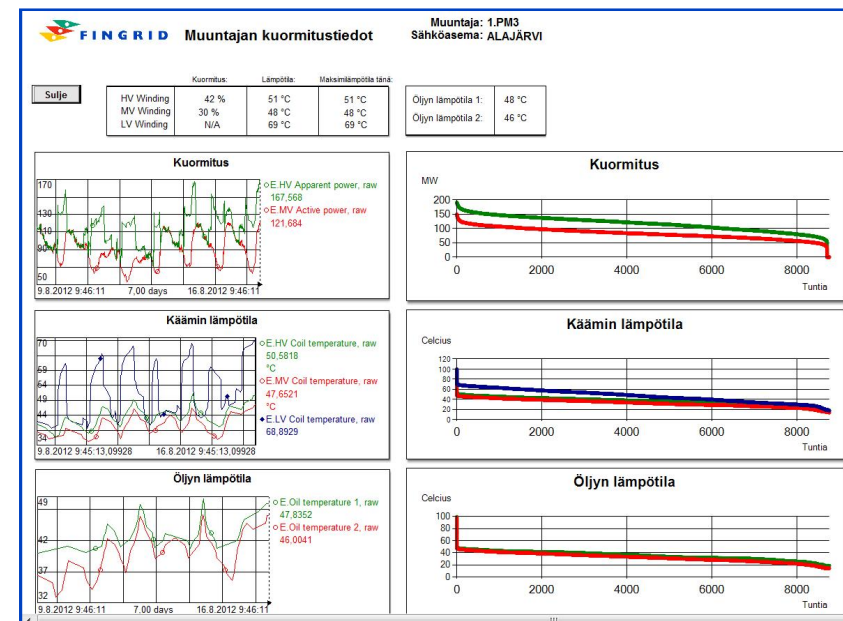 FINGRID Muuntajan kuormitustiedot
Muuntaja: 1.PM3
Sähköasema: ALAJÄRVI
Sulje
Kuormitus: Lämpötila: Maksimilämpötila tänä:
HV Winding 42 % 51 °C 51 °C
MV Winding 30 % 48 °C 48 °C
LV Winding N/A 69 °C 69 °C
Öljyn lämpötila 1: 48 °C
Öljyn lämpötila 2: 46 °C
Kuormitus
170
130
50
E.HV Apparent power, raw
167,568
E.MV Active power, raw
121,684
9.8.2012 9:46:11 7,00 days 16.8.2012 9:46:11
Kuormitus
MW
200
150
100
50
0
0 2000 4000 6000 8000
Tuntia
Käämin lämpötila
70
69
64
49
44
34
E.HV Coil temperature, raw
50,5818
°C
E.MV Coil temperature, raw
47,6521
°C
E.LV Coil temperature, raw
68,8929
9.8.2012 9:45:13,09928 16.8.2012 9:45:13,09928
Käämin lämpötila
Celcius
120
100
80
60
40
20
0
0 2000 4000 6000 8000
Tuntia
Öljyn lämpötila
49
42
37
32
E.Oil temperature 1, raw
47,8352
E.Oil temperature 2, raw
46,0041
9.8.2012 9:46:11 7,00 days 16.8.2012 9:46:11
Öljyn lämpötila
Celcius
100
80
60
40
20
0
0 2000 4000 6000 8000
Tuntia